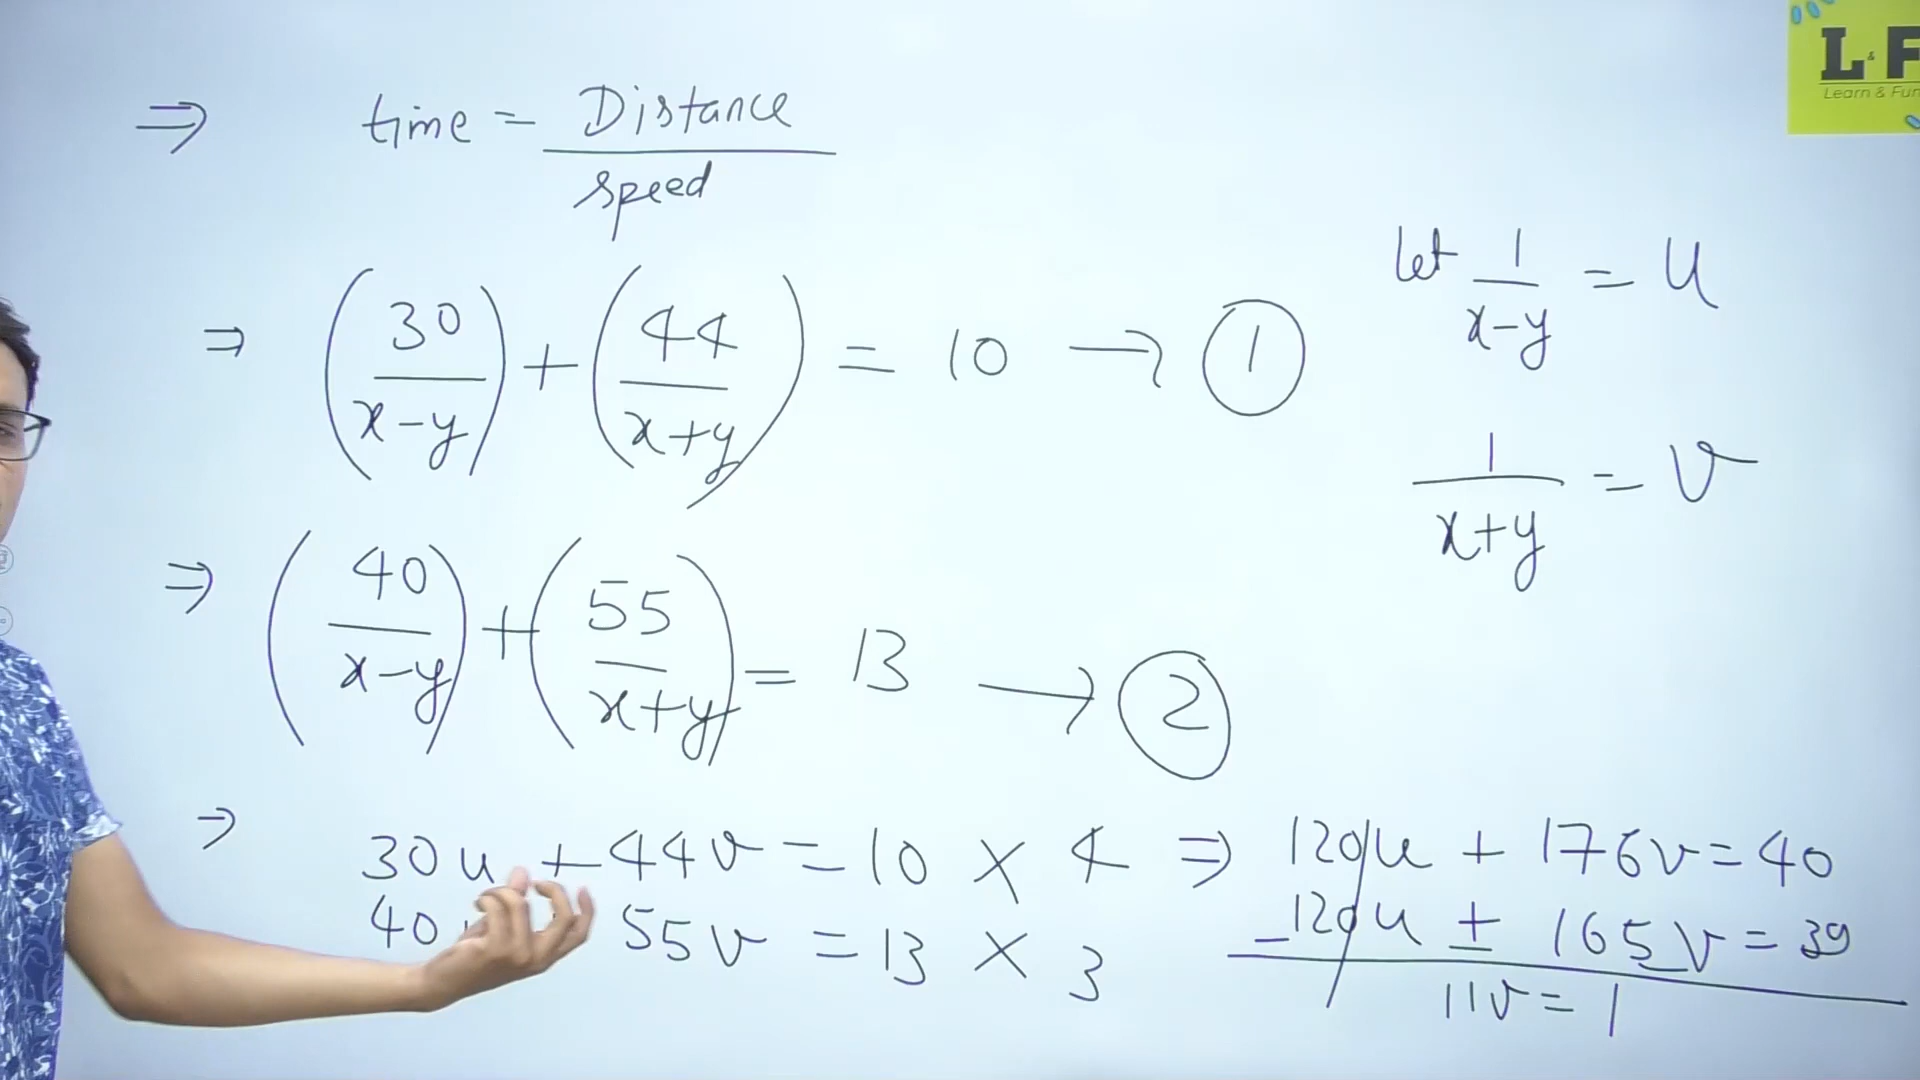 ⇒ time = Distance / speed
⇒ (30/(x-y)) + (44/(x+y)) = 10 → ①
⇒ (40/(x-y)) + (55/(x+y)) = 13 → ②
→ 30u + 44v = 10 × 4 ⇒ 120u + 176v = 40
40 55v = 13 × 3
-120u ± 165v = 39
11v = 1
let 1/(x-y) = u
1/(x+y) = v
L&F
Learn & Fun